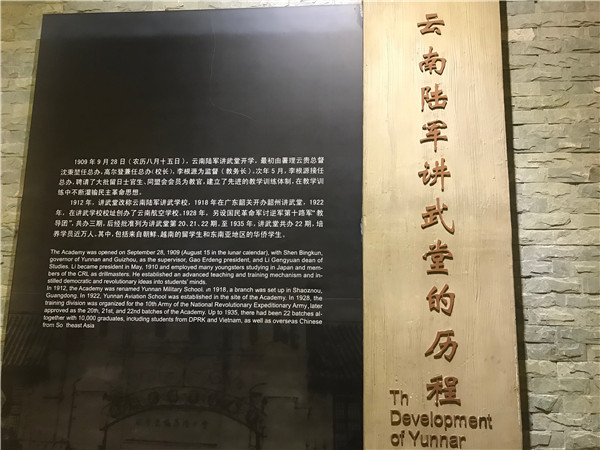 1909年9月28日（农历八月十五日），云南陆军讲武堂开学，最初由署理云贵总督
沈秉堃任总办，高尔登兼任总办（校长），李根源为监督（教务长），次年5月，李根源接任
总办，聘请了大批留日士官生、同盟会会员为教官，建立了先进的教学训练体制，在教学训
练中不断灌输民主革命思想。
1912年，讲武堂改称云南陆军讲武学校，1918年在广东韶关开办韶州讲武堂，1922
年，在讲武学校校址创办了云南航空学校，1928年，另设国民革命军讨逆军第十路军“教
导团”，共办三期，后经批准列为讲武堂第20、21、22期。至1935年，讲武堂共办22期，培
养学员近万人，其中，包括来自朝鲜、越南的留学生和东南亚地区的华侨学生。
The Academy was opened on September 28, 1909 (August 15 in the lunar calendar), with Shen Bingkun,
governor of Yunnan and Guizhou, as the supervisor, Gao Erdeng president, and Li Gengyuan dean of
Studies. Li became president in May, 1910 and employed many youngsters studying in Japan and mem-
bers of the CRL as drillmasters. He established an advanced teaching and training mechanism and in-
stilled democratic and revolutionary ideas into students' minds.
In 1912, the Academy was renamed Yunnan Military School. in 1918, a branch was set up in Shaozhou,
Guangdong. In 1922, Yunnan Aviation School was established in the site of the Academy. In 1928, the
training division was organized for the 10th Army of the National Revolutionary Expeditionary Army, later
approved as the 20th, 21st, and 22nd batches of the Academy. Up to 1935, there had been 22 batches al-
together with 10,000 graduates, including students from DPRK and Vietnam, as well as overseas Chinese
from So theast Asia
云南陆军讲武堂的历程
Th
Development
of Yunnar